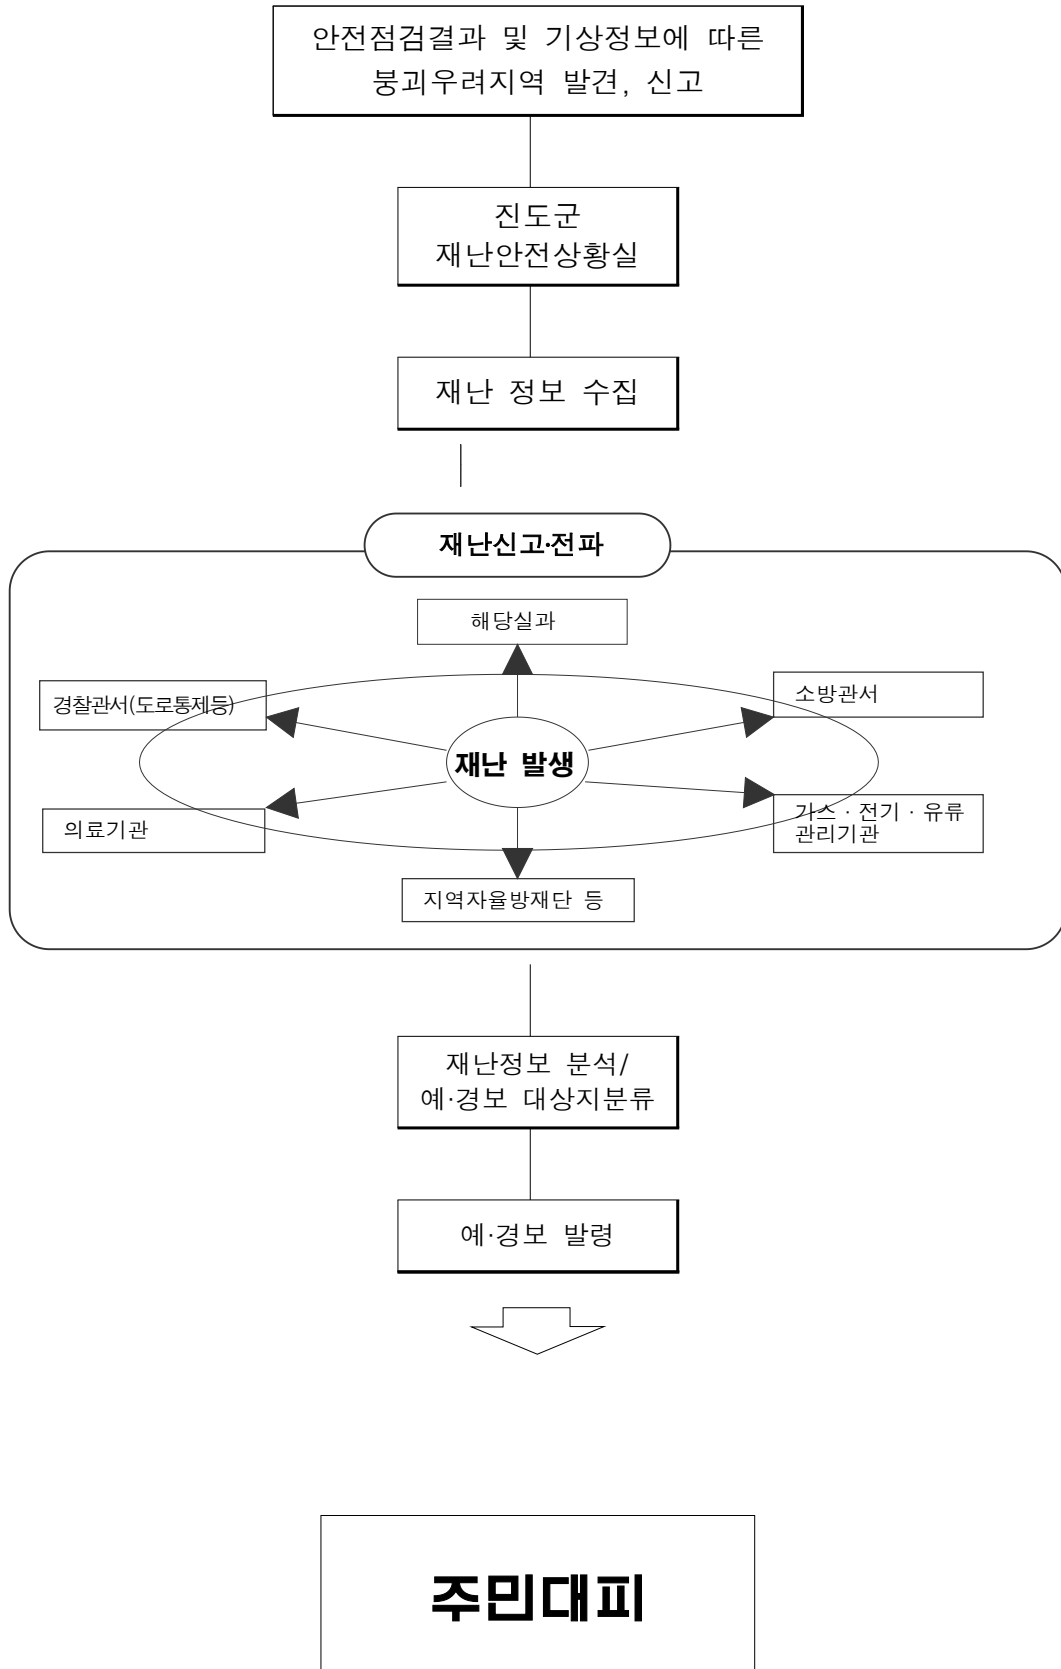 안전점검결과 및 기상정보에 따른
붕괴우려지역 발견, 신고
진도군
재난안전상황실
재난 정보 수집
재난신고·전파
해당실과
경찰관서(도로통제등)
소방관서
재난 발생
의료기관
가스 · 전기 · 유류
관리기관
지역자율방재단 등
재난정보 분석/
예·경보 대상지분류
예·경보 발령
주민대피